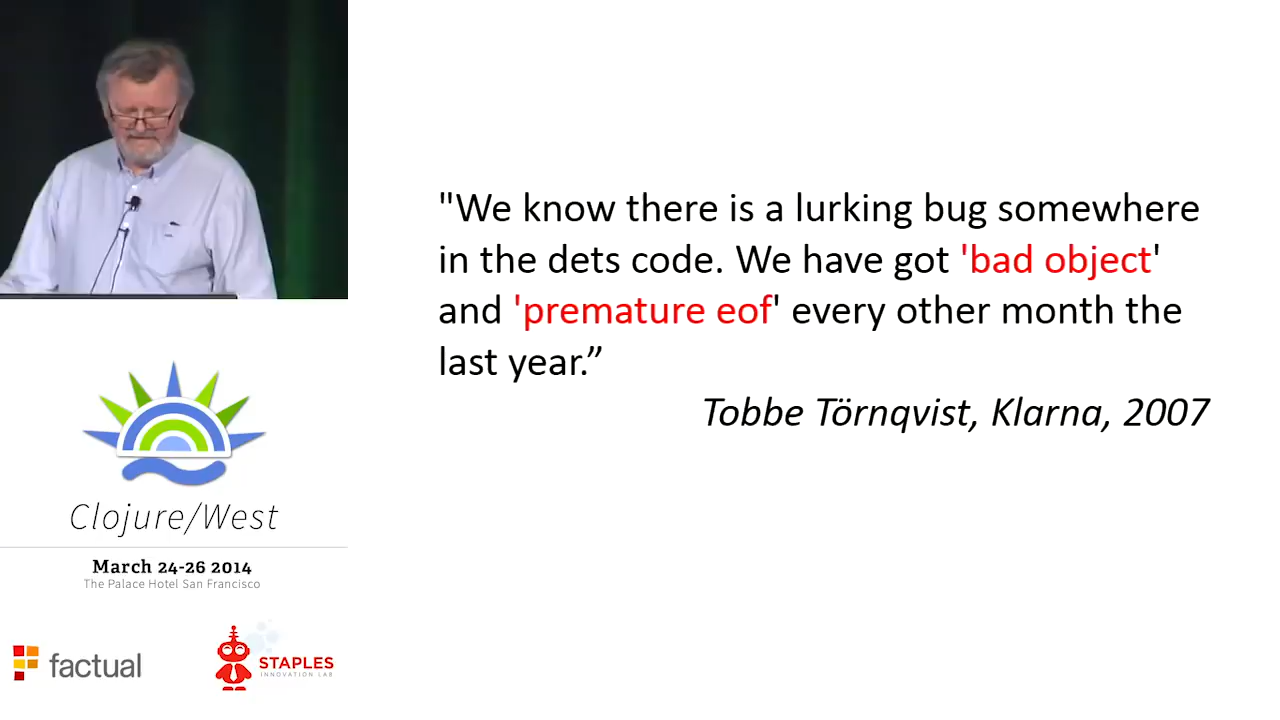 "We know there is a lurking bug somewhere
in the dets code. We have got 'bad object'
and 'premature eof' every other month the
last year.”
Tobbe Törnqvist, Klarna, 2007
Clojure/West
March 24-26 2014
The Palace Hotel San Francisco
factual
STAPLES
INNOVATION LAB